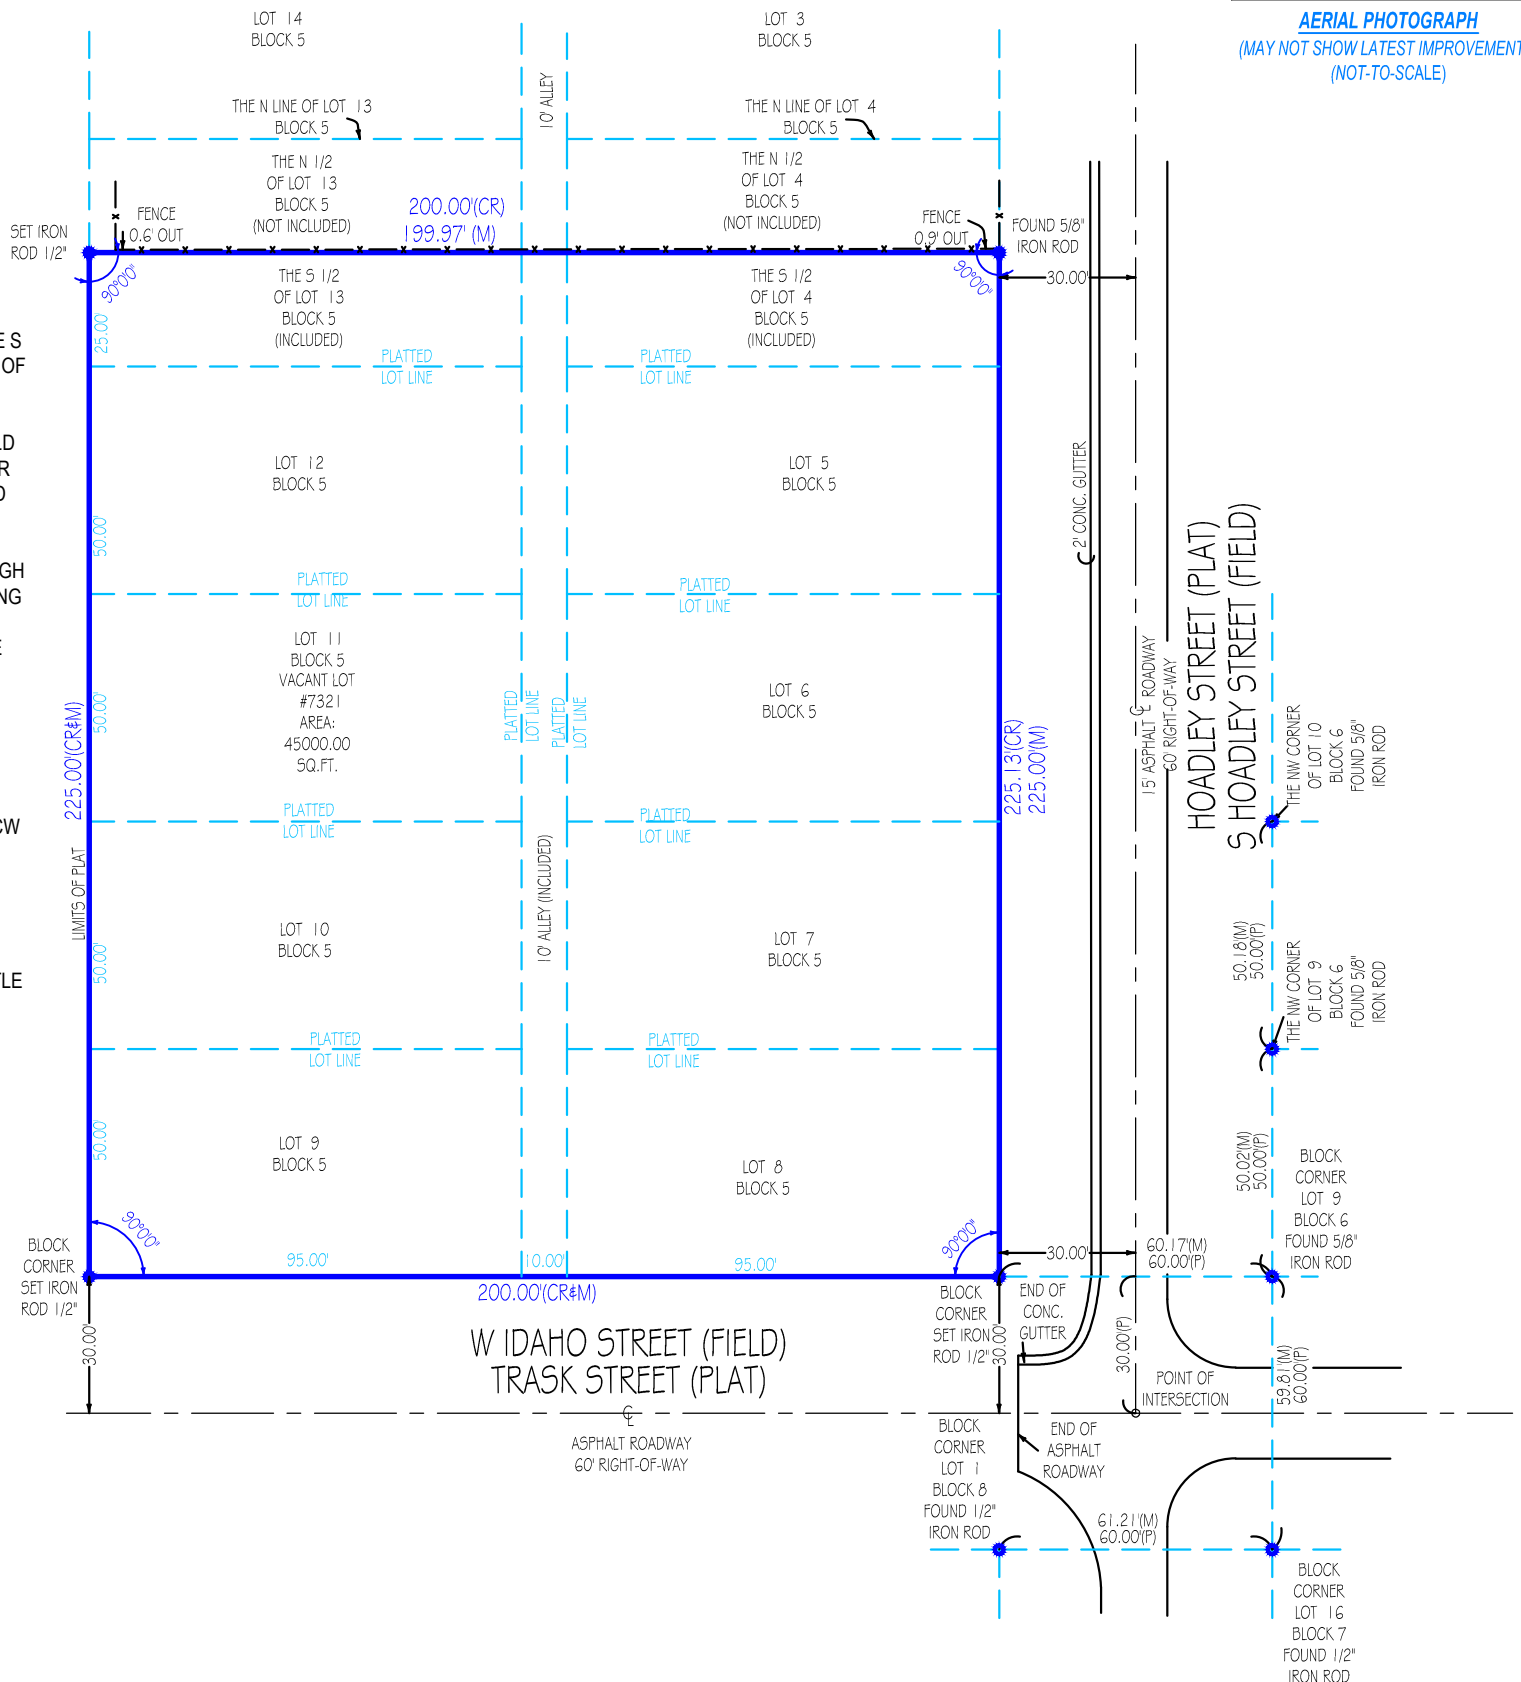 AERIAL PHOTOGRAPH
(MAY NOT SHOW LATEST IMPROVEMENT
(NOT-TO-SCALE)
LOT 14
BLOCK 5
LOT 3
BLOCK 5
10' ALLEY
THE N LINE OF LOT 13
BLOCK 5
THE N LINE OF LOT 4
BLOCK 5
THE N 1/2
OF LOT 13
BLOCK 5
(NOT INCLUDED)
THE N 1/2
OF LOT 4
BLOCK 5
(NOT INCLUDED)
200.00'(CR)
199.97' (M)
SET IRON
ROD 1/2"
FENCE
0.6' OUT
FENCE
0.9' OUT
FOUND 5/8"
IRON ROD
30.00'
90°0'0"
90°0'0"
THE S 1/2
OF LOT 13
BLOCK 5
(INCLUDED)
THE S 1/2
OF LOT 4
BLOCK 5
(INCLUDED)
25.00'
E S
OF
PLATTED
LOT LINE
PLATTED
LOT LINE
LD
R
D
LOT 12
BLOCK 5
LOT 5
BLOCK 5
50.00'
2' CONC. GUTTER
GH
NG
E
PLATTED
LOT LINE
PLATTED
LOT LINE
LOT 11
BLOCK 5
VACANT LOT
#7321
AREA:
45000.00
SQ.FT.
LOT 6
BLOCK 5
50.00'
225.00'(CR&M)
PLATTED
LOT LINE
PLATTED
LOT LINE
225.13'(CR)
225.00'(M)
15' ASPHALT ROADWAY
60' RIGHT-OF-WAY
HOADLEY STREET (PLAT)
S HOADLEY STREET (FIELD)
THE NW CORNER
OF LOT 10
BLOCK 6
FOUND 5/8"
IRON ROD
CW
PLATTED
LOT LINE
PLATTED
LOT LINE
LIMITS OF PLAT
10' ALLEY (INCLUDED)
LOT 10
BLOCK 5
LOT 7
BLOCK 5
50.00'
50.18'(M)
50.00'(P)
THE NW CORNER
OF LOT 9
BLOCK 6
FOUND 5/8"
IRON ROD
TLE
PLATTED
LOT LINE
PLATTED
LOT LINE
50.00'
LOT 9
BLOCK 5
LOT 8
BLOCK 5
50.02'(M)
50.00'(P)
BLOCK
CORNER
LOT 9
BLOCK 6
FOUND 5/8"
IRON ROD
90°0'0"
90°0'0"
BLOCK
CORNER
SET IRON
ROD 1/2"
95.00'
10.00'
95.00'
30.00'
60.17'(M)
60.00'(P)
200.00'(CR&M)
BLOCK
CORNER
SET IRON
ROD 1/2"
END OF
CONC.
GUTTER
30.00'
30.00'
30.00'(P)
W IDAHO STREET (FIELD)
TRASK STREET (PLAT)
POINT OF
INTERSECTION
59.81'(M)
60.00'(P)
ASPHALT ROADWAY
60' RIGHT-OF-WAY
BLOCK
CORNER
LOT 1
BLOCK 8
FOUND 1/2"
IRON ROD
END OF
ASPHALT
ROADWAY
61.21'(M)
60.00'(P)
BLOCK
CORNER
LOT 16
BLOCK 7
FOUND 1/2"
IRON ROD